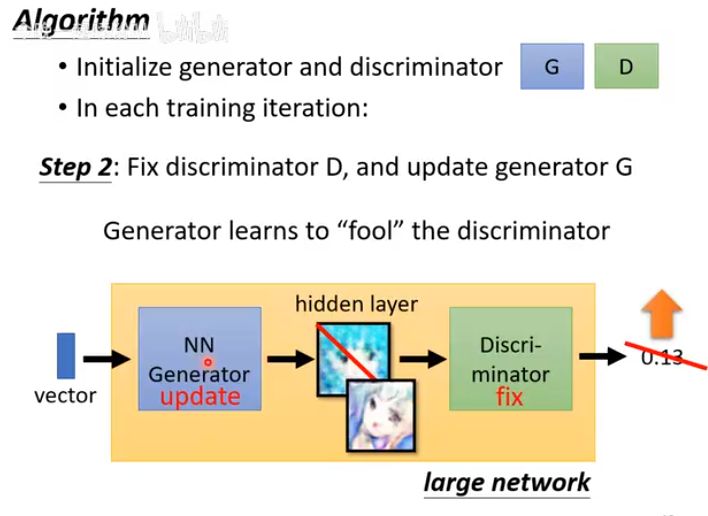 Algorithm
• Initialize generator and discriminator G D
• In each training iteration:
Step 2: Fix discriminator D, and update generator G
Generator learns to “fool” the discriminator
hidden layer
NN
Generator
update
Discri-
minator
fix
0.13
vector
large network